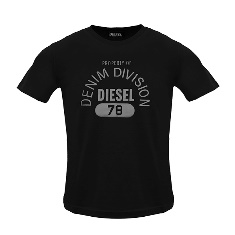 PROPERTY OF
DENIM DIVISION
DIESEL
78